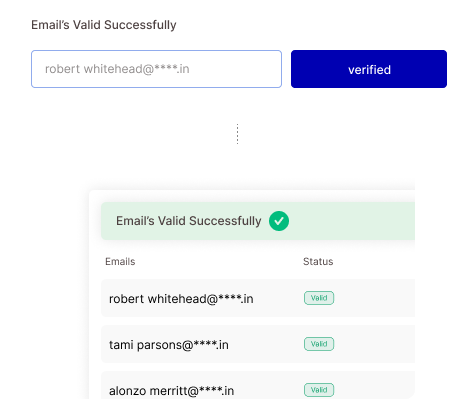 Email's Valid Successfully
robert whitehead@****.in
verified
Email's Valid Successfully
Emails Status
robert whitehead@****.in Valid
tami parsons@****.in Valid
alonzo merritt@****.in Valid